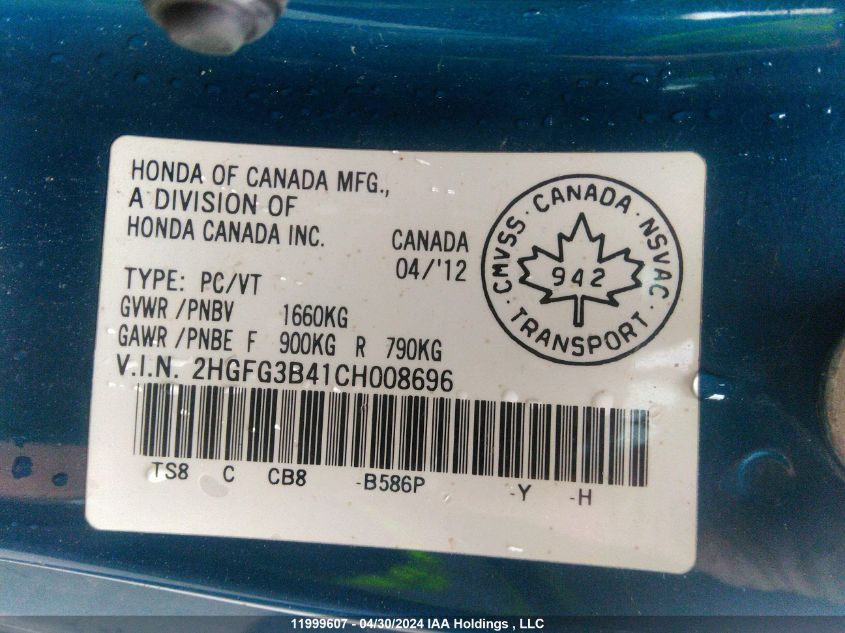 HONDA OF CANADA MFG.,
A DIVISION OF
HONDA CANADA INC.
CANADA
04/'12
TYPE: PC/VT
GVWR /PNBV 1660KG
GAWR /PNBE F 900KG R 790KG
V.I.N. 2HGFG3B41CH008696
CMVSS · CANADA · NSVAC · TRANSPORT ·
942
TS8 C CB8 -B586P -Y -H
11999607 - 04/30/2024 IAA Holdings , LLC